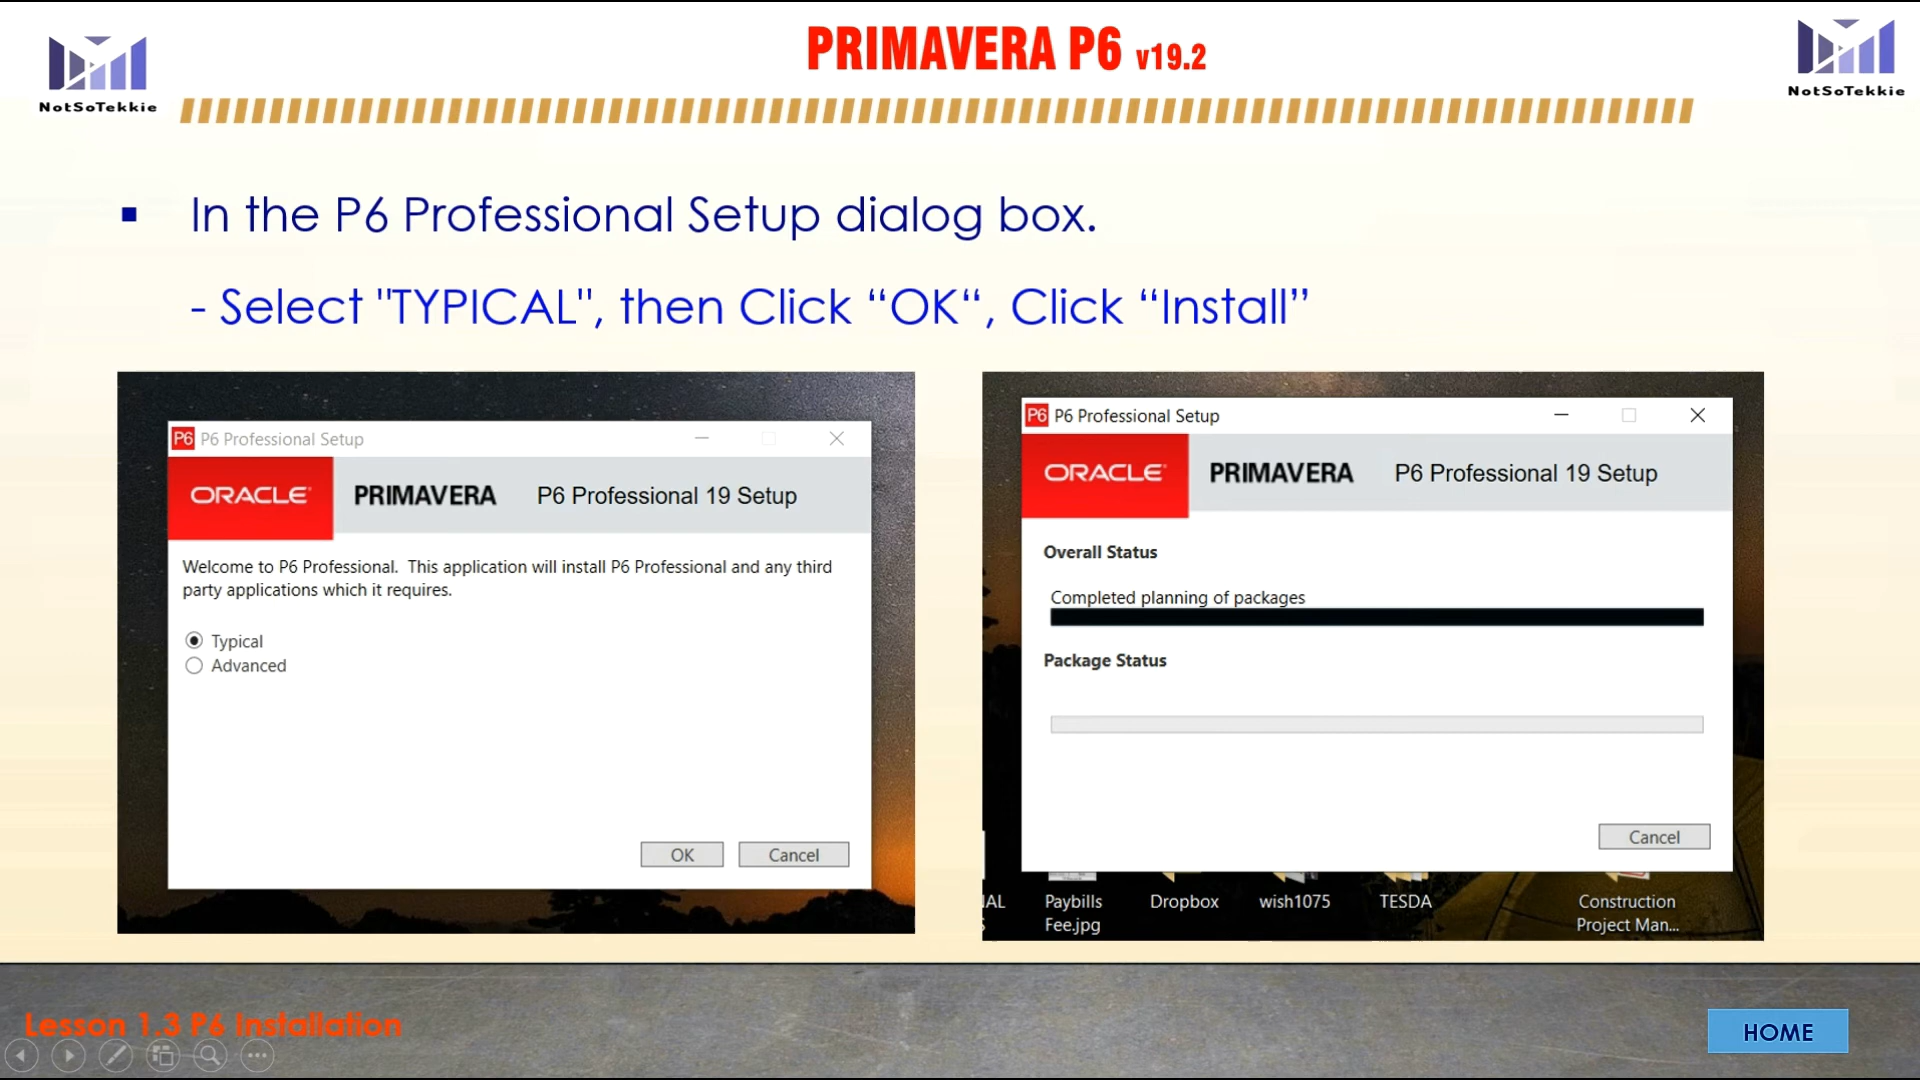 PRIMAVERA P6 v19.2
NotSoTekkie
NotSoTekkie
▪ In the P6 Professional Setup dialog box.
- Select "TYPICAL", then Click “OK“, Click “Install”
P6 P6 Professional Setup
ORACLE PRIMAVERA P6 Professional 19 Setup
Welcome to P6 Professional. This application will install P6 Professional and any third
party applications which it requires.
Typical
Advanced
OK Cancel
P6 P6 Professional Setup
ORACLE PRIMAVERA P6 Professional 19 Setup
Overall Status
Completed planning of packages
Package Status
Cancel
Paybills
Fee.jpg
Dropbox
wish1075
TESDA
Construction
Project Man...
Lesson 1.3 P6 Installation
HOME